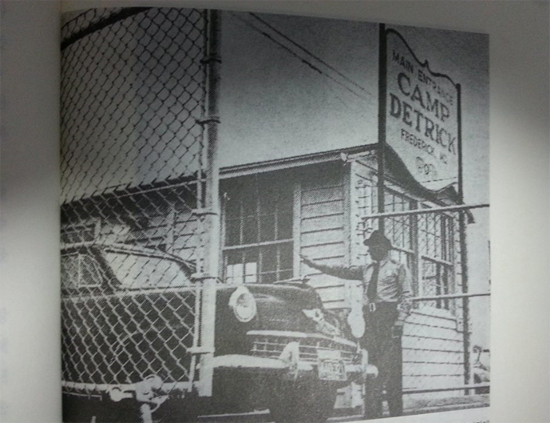 MAIN ENTRANCE
CAMP
DETRICK
FREDERICK, MD.